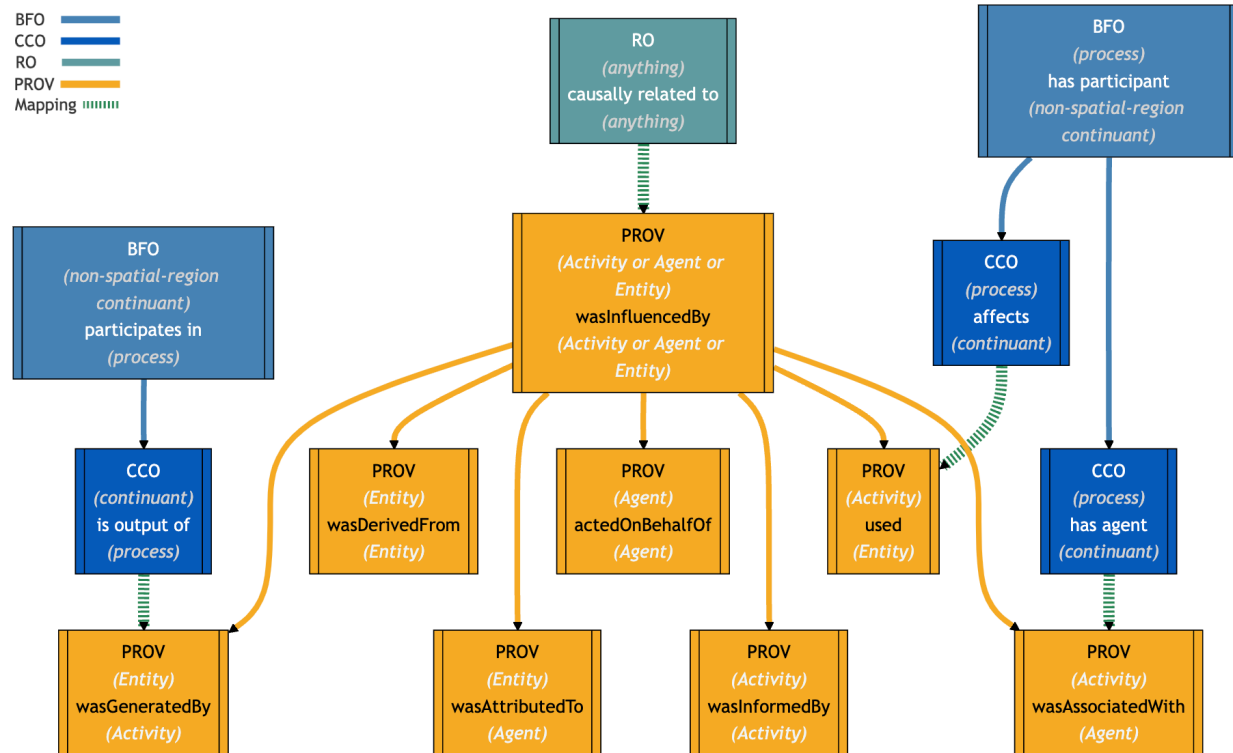 BFO
CCO
RO
PROV
Mapping
RO
(anything)
causally related to
(anything)
BFO
(process)
has participant
(non-spatial-region
continuant)
BFO
(non-spatial-region
continuant)
participates in
(process)
PROV
(Activity or Agent or
Entity)
wasInfluencedBy
(Activity or Agent or
Entity)
CCO
(process)
affects
(continuant)
CCO
(continuant)
is output of
(process)
PROV
(Entity)
wasDerivedFrom
(Entity)
PROV
(Agent)
actedOnBehalfOf
(Agent)
PROV
(Activity)
used
(Entity)
CCO
(process)
has agent
(continuant)
PROV
(Entity)
wasGeneratedBy
(Activity)
PROV
(Entity)
wasAttributedTo
(Agent)
PROV
(Activity)
wasInformedBy
(Activity)
PROV
(Activity)
wasAssociatedWith
(Agent)